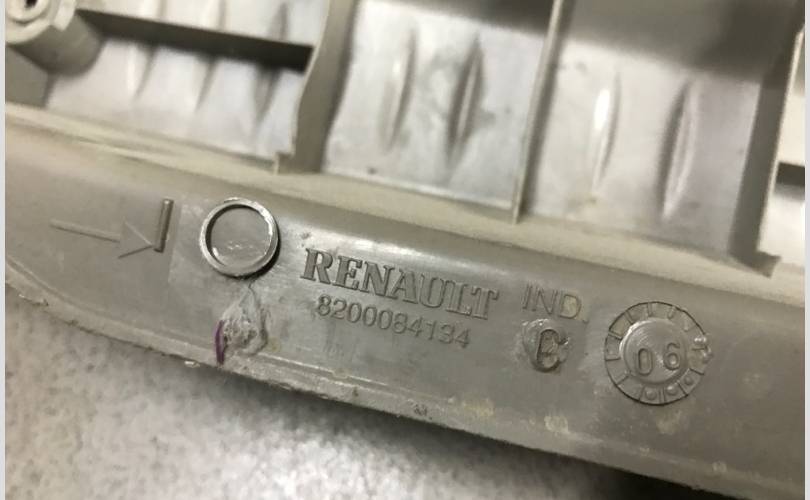 RENAULT
8200084134
IND.
C
06